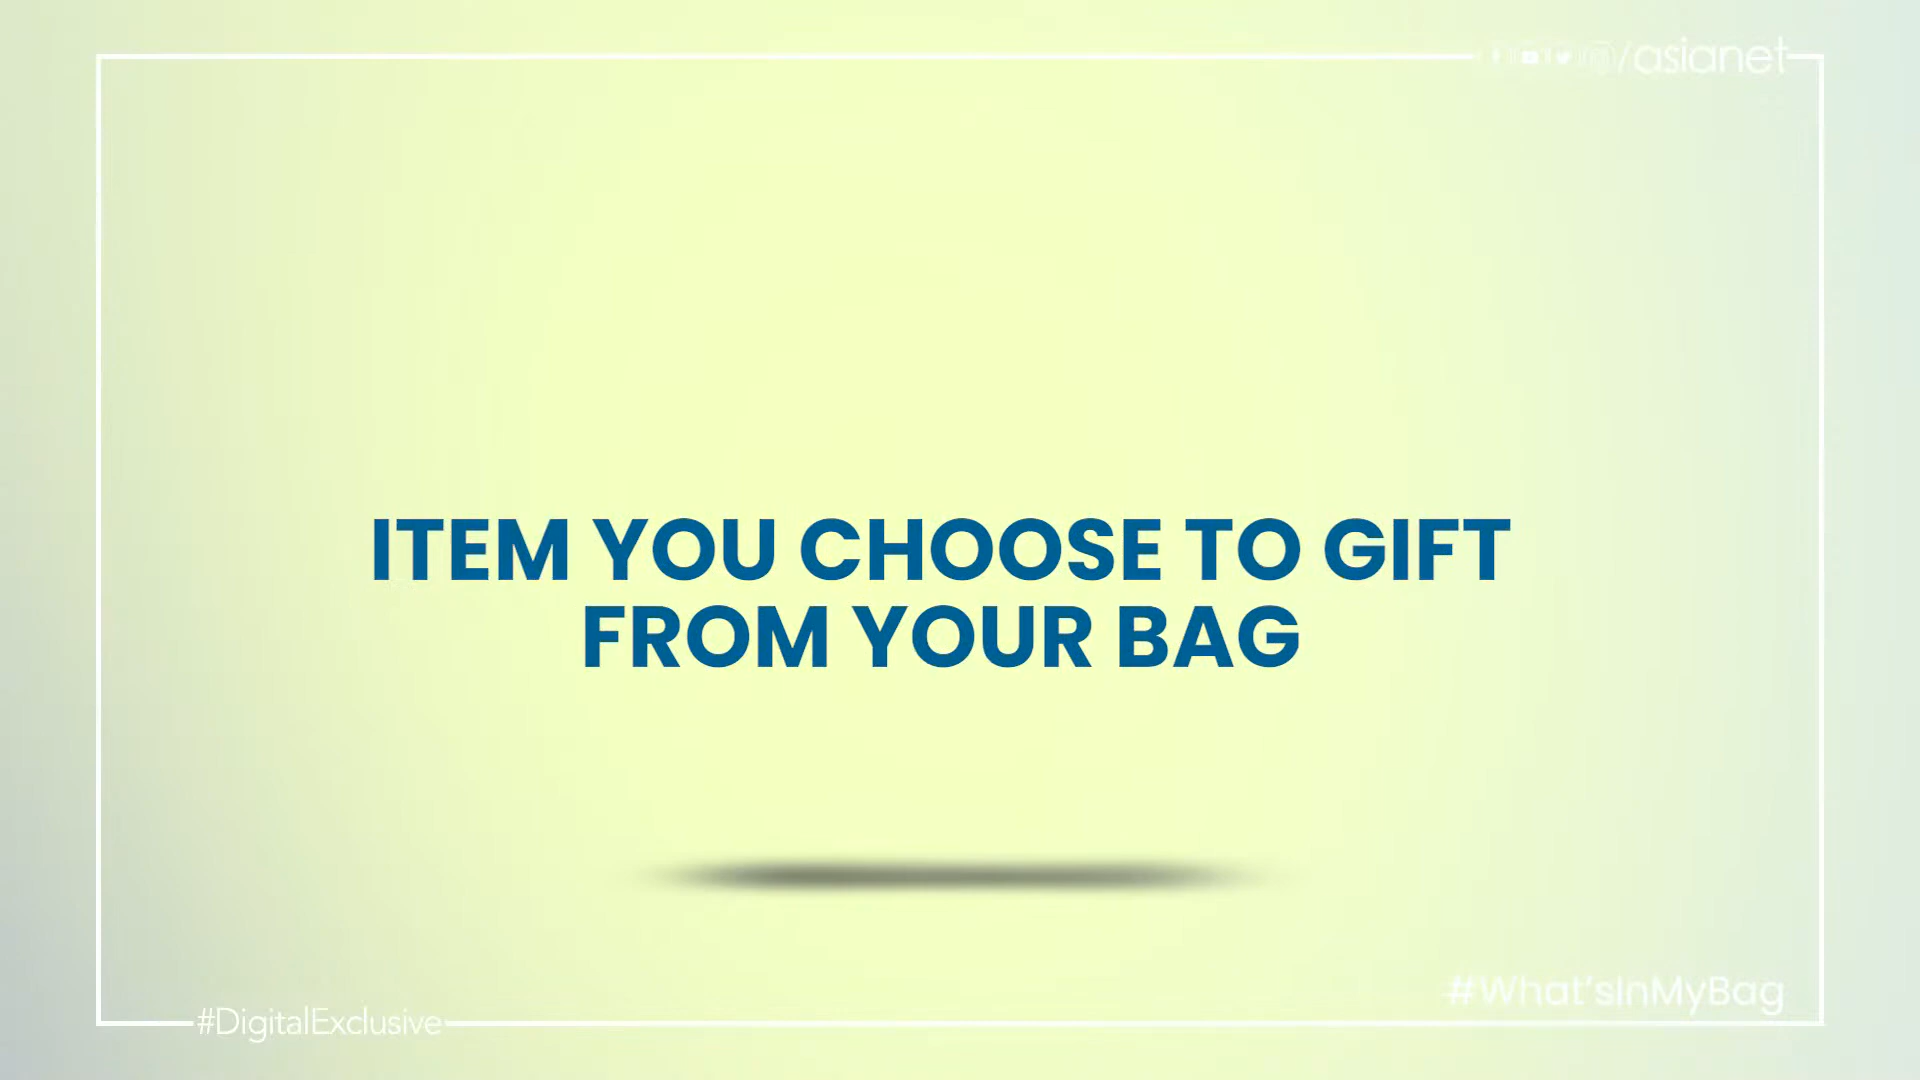 /asianet
ITEM YOU CHOOSE TO GIFT
FROM YOUR BAG
#What'sInMyBag
#DigitalExclusive